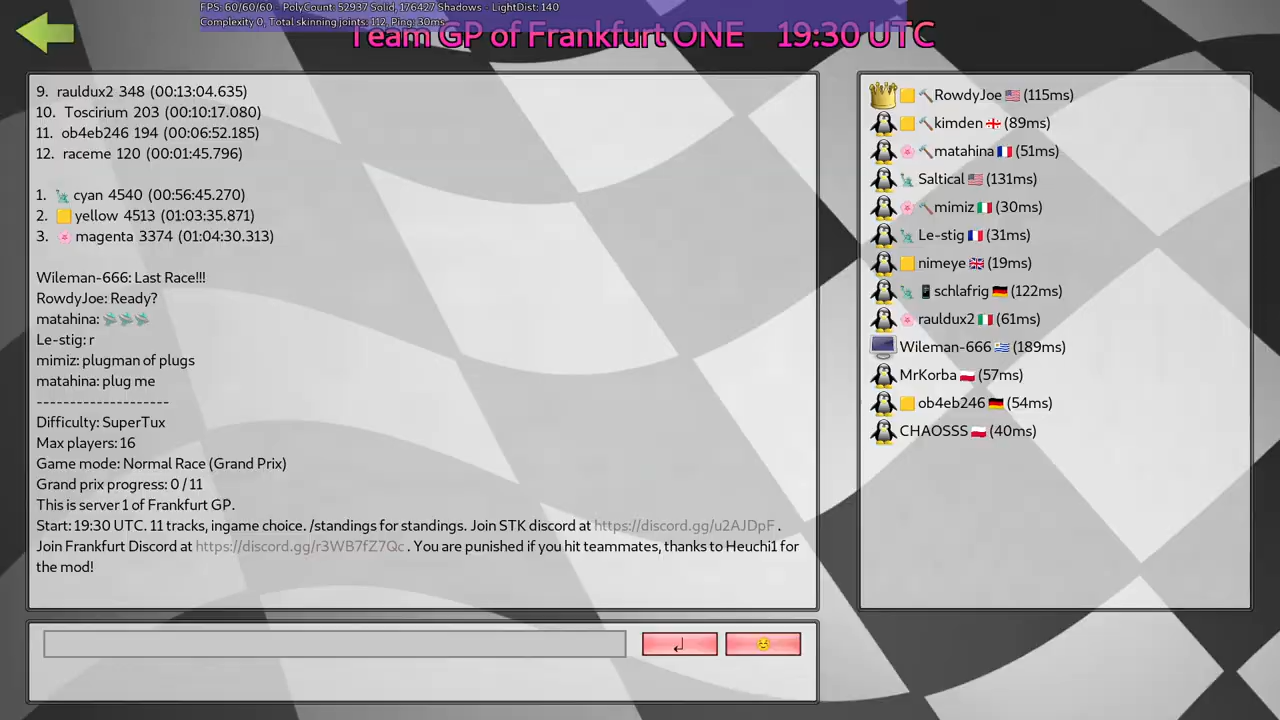 FPS: 60/60/60 - PolyCount: 52937 Solid, 176427 Shadows - LightDist: 140
Complexity 0, Total skinning joints: 112, Ping: 30ms
Team GP of Frankfurt ONE 19:30 UTC
9. rauldux2 348 (00:13:04.635)
10. Toscirium 203 (00:10:17.080)
11. ob4eb246 194 (00:06:52.185)
12. raceme 120 (00:01:45.796)
1. 🗽 cyan 4540 (00:56:45.270)
2. 🟨 yellow 4513 (01:03:35.871)
3. 🌸 magenta 3374 (01:04:30.313)
Wileman-666: Last Race!!!
RowdyJoe: Ready?
matahina: 🛸🛸🛸
Le-stig: r
mimiz: plugman of plugs
matahina: plug me
--------------------
Difficulty: SuperTux
Max players: 16
Game mode: Normal Race (Grand Prix)
Grand prix progress: 0 / 11
This is server 1 of Frankfurt GP.
Start: 19:30 UTC. 11 tracks, ingame choice. /standings for standings. Join STK discord at https://discord.gg/u2AJDpF .
Join Frankfurt Discord at https://discord.gg/r3WB7fZ7Qc . You are punished if you hit teammates, thanks to Heuchi1 for
the mod!
🟨 🔨RowdyJoe 🇺🇸 (115ms)
🟨 🔨kimden 🇬🇪 (89ms)
🌸 🔨matahina 🇫🇷 (51ms)
🗽 Saltical 🇺🇸 (131ms)
🌸 🔨mimiz 🇮🇹 (30ms)
🗽 Le-stig 🇫🇷 (31ms)
🟨 nimeye 🇬🇧 (19ms)
🗽 📱schlafrig 🇩🇪 (122ms)
🌸 rauldux2 🇮🇹 (61ms)
Wileman-666 🇺🇾 (189ms)
MrKorba 🇵🇱 (57ms)
🟨 ob4eb246 🇩🇪 (54ms)
CHAOSSS 🇵🇱 (40ms)